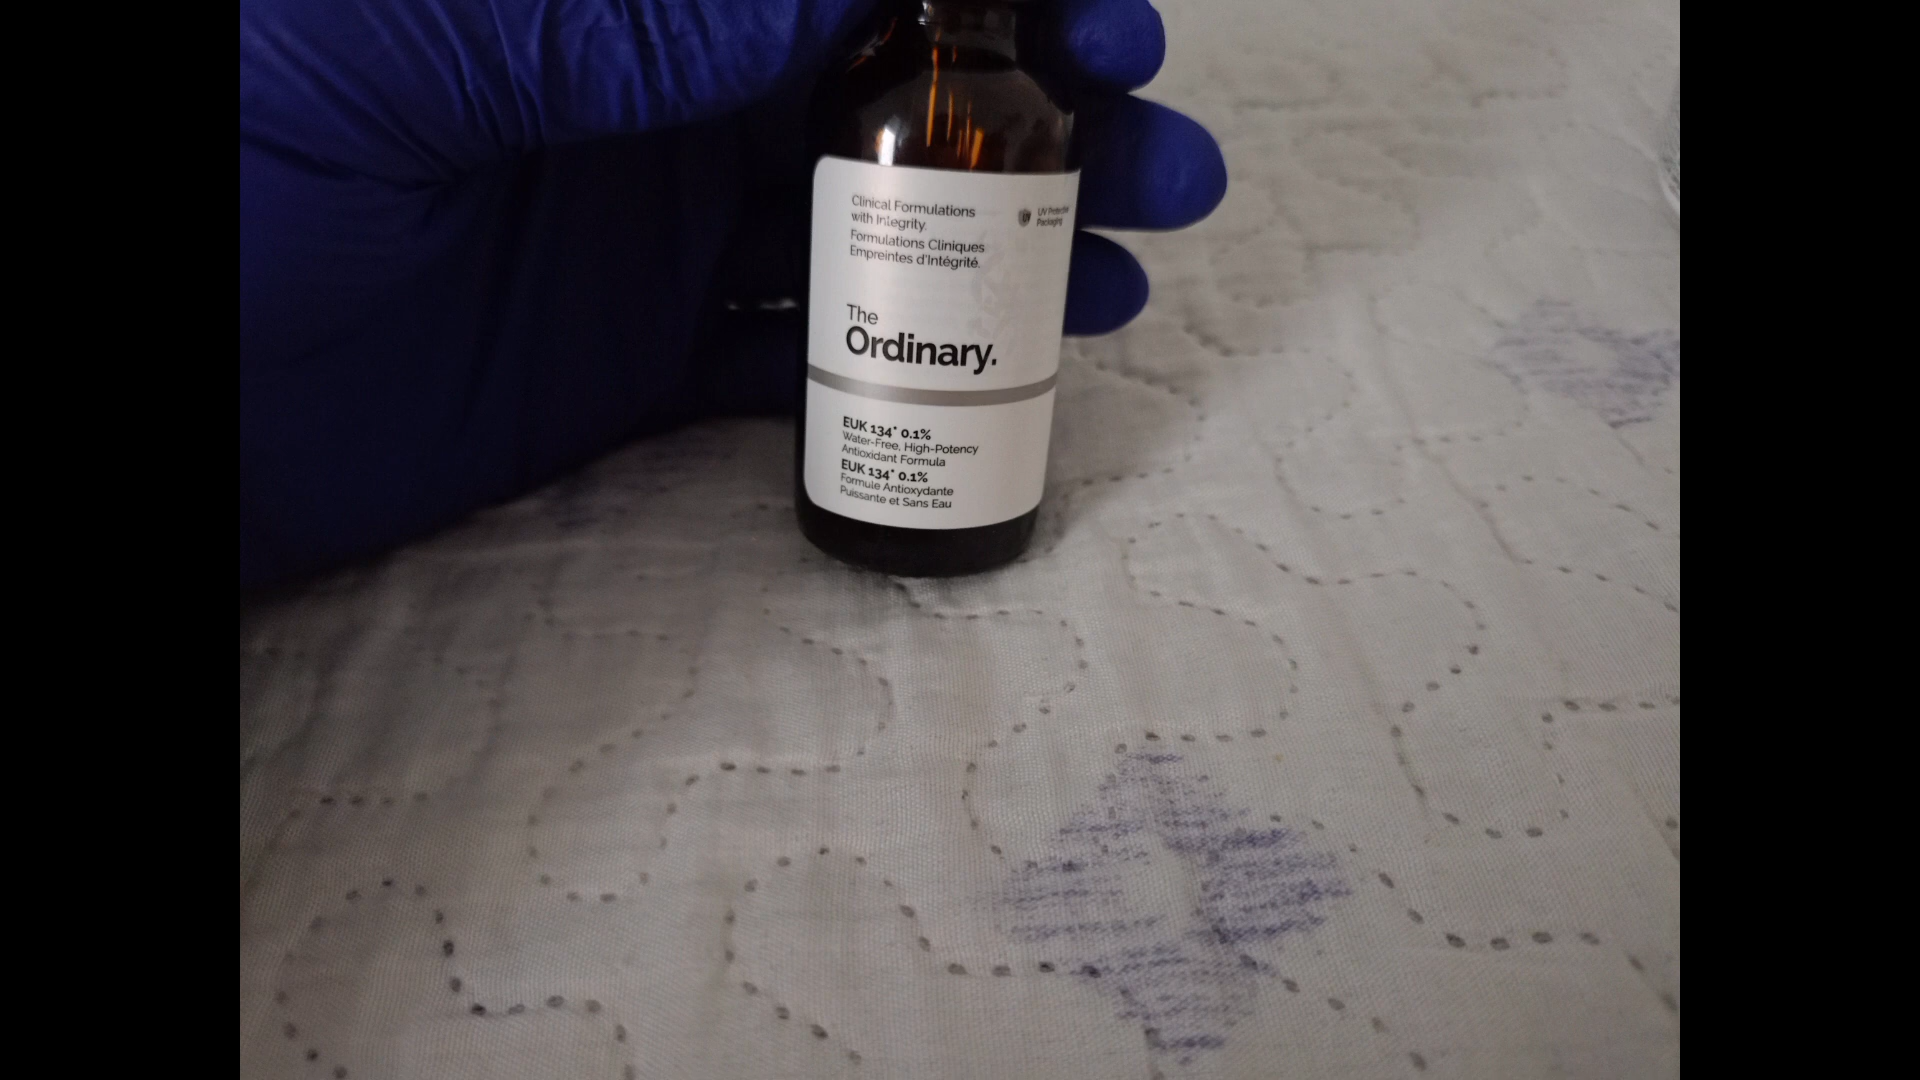 Clinical Formulations
with Integrity.
Formulations Cliniques
Empreintes d'Intégrité.
UV
UV Protective
Packaging
The
Ordinary.
EUK 134* 0.1%
Water-Free, High-Potency
Antioxidant Formula
EUK 134* 0.1%
Formule Antioxydante
Puissante et Sans Eau